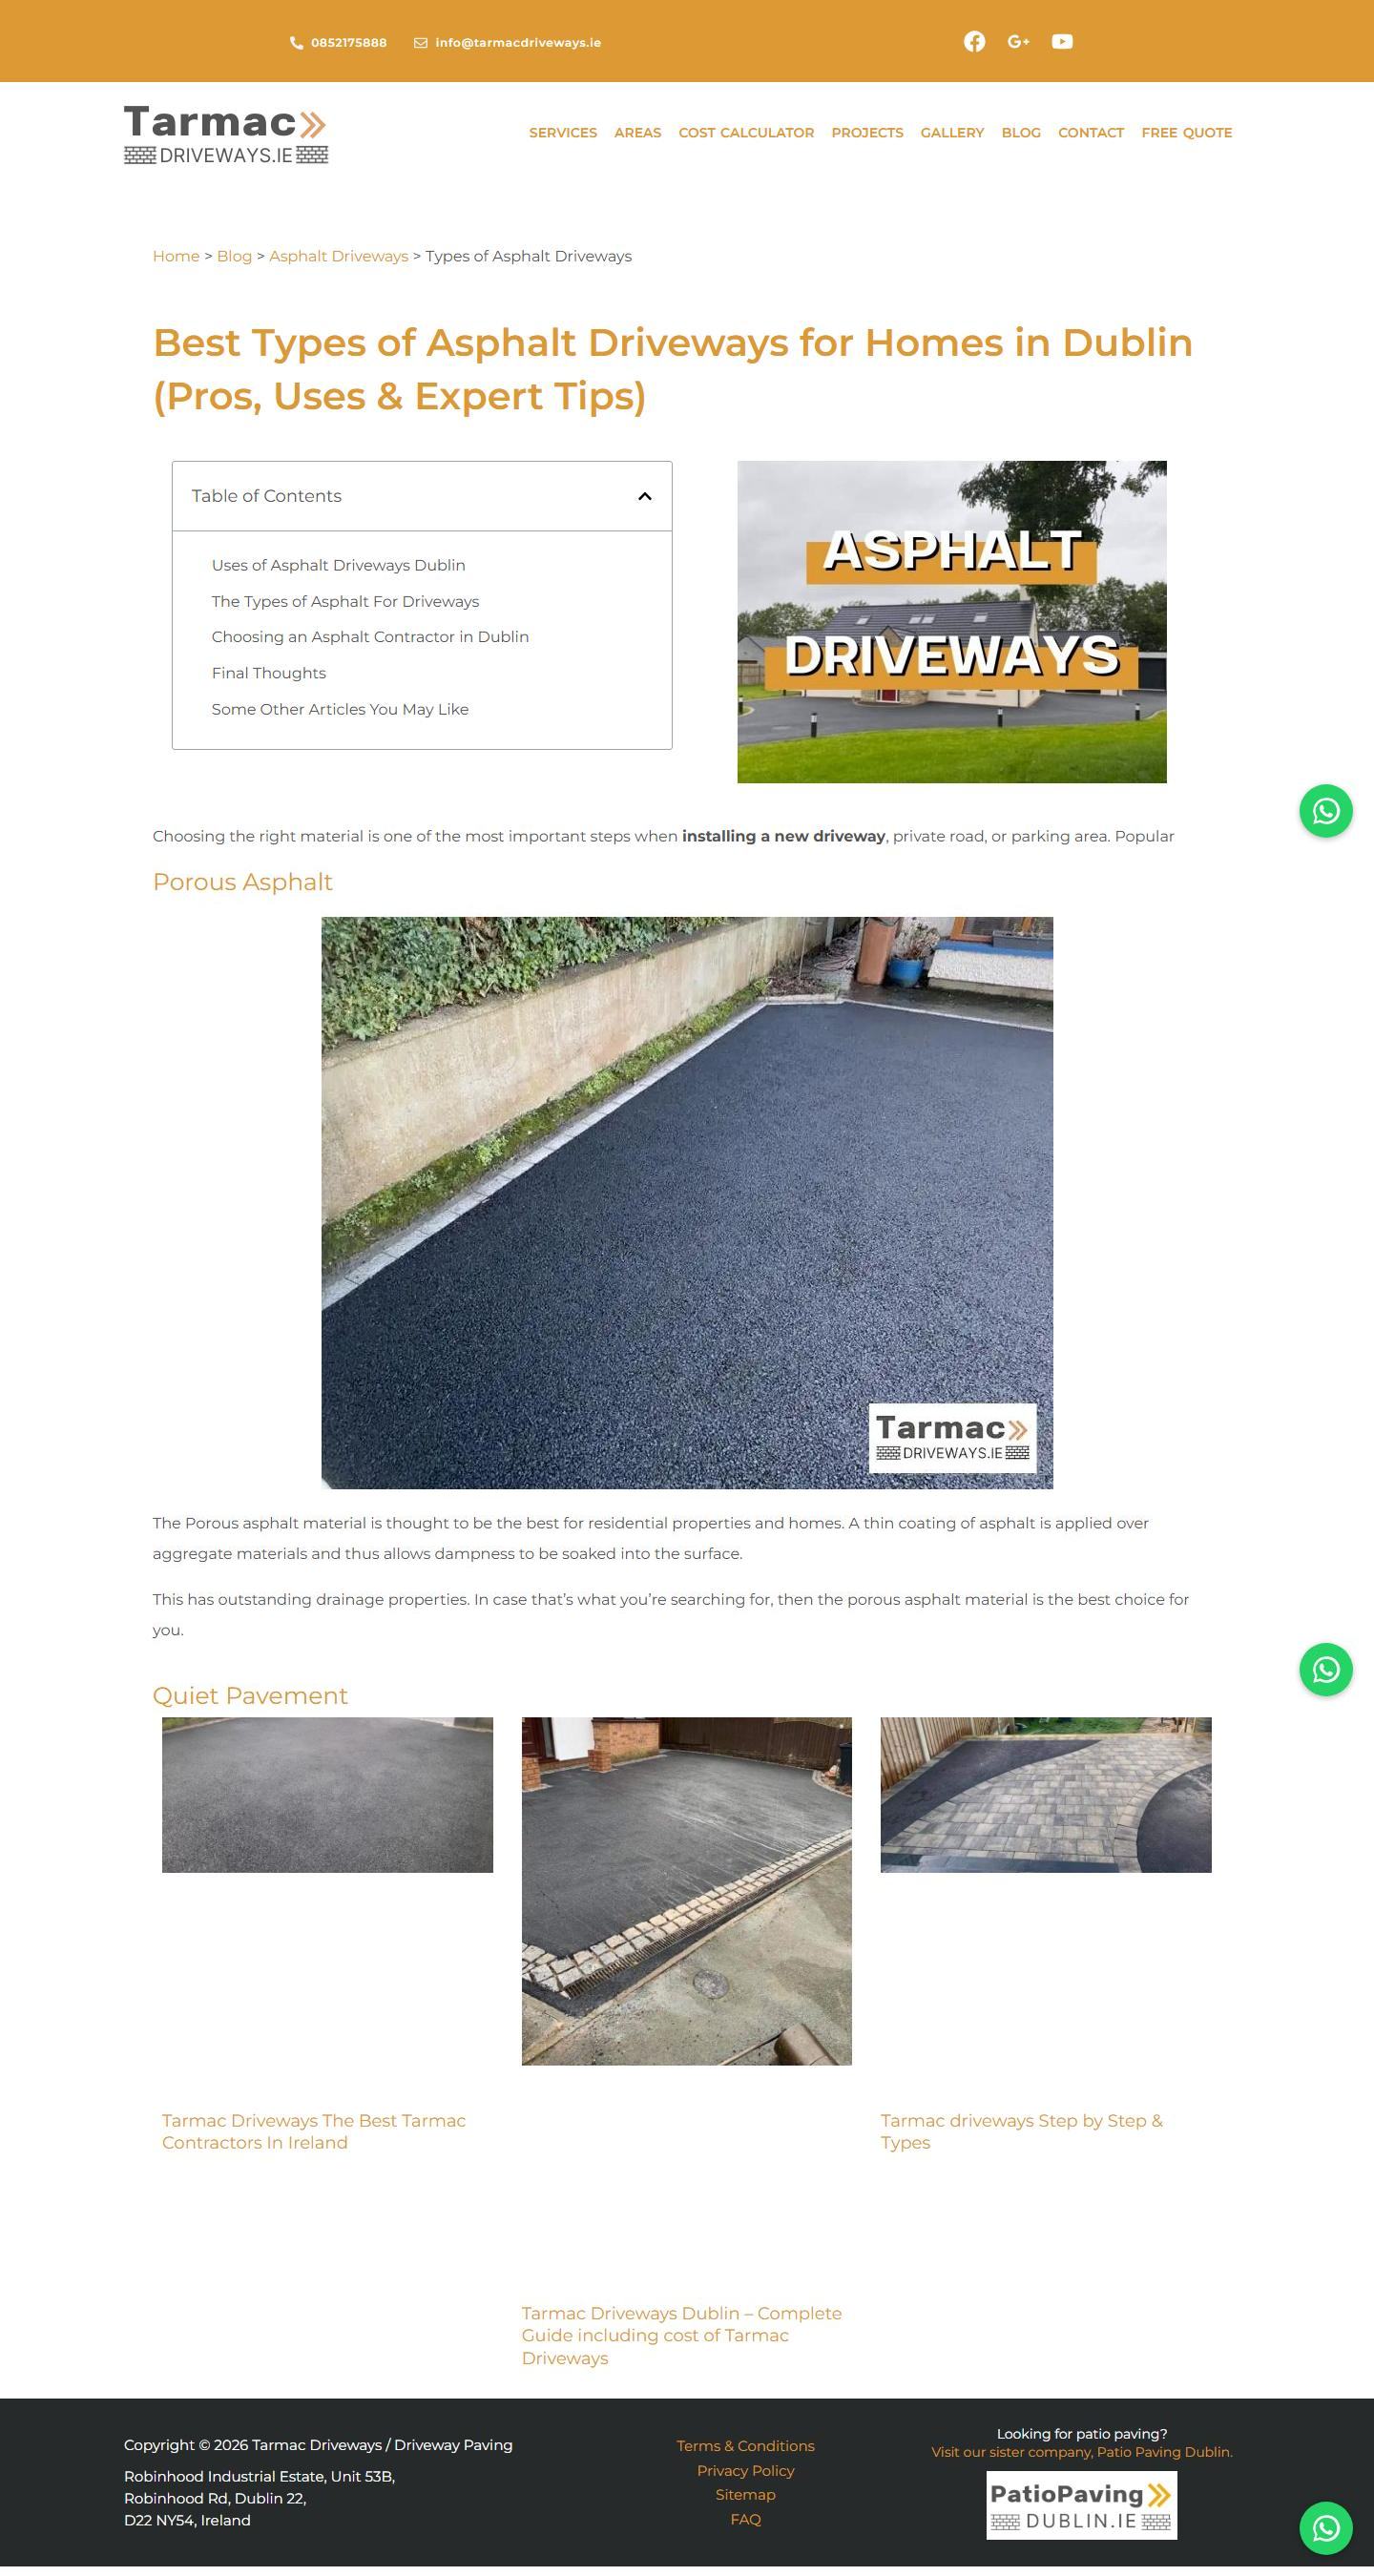 0852175888 info@tarmacdriveways.ie
Tarmac
DRIVEWAYS.IE
SERVICES AREAS COST CALCULATOR PROJECTS GALLERY BLOG CONTACT FREE QUOTE
Home > Blog > Asphalt Driveways > Types of Asphalt Driveways
Best Types of Asphalt Driveways for Homes in Dublin
(Pros, Uses & Expert Tips)
Table of Contents
Uses of Asphalt Driveways Dublin
The Types of Asphalt For Driveways
Choosing an Asphalt Contractor in Dublin
Final Thoughts
Some Other Articles You May Like
ASPHALT
DRIVEWAYS
Choosing the right material is one of the most important steps when installing a new driveway, private road, or parking area. Popular
Porous Asphalt
Tarmac
DRIVEWAYS.IE
The Porous asphalt material is thought to be the best for residential properties and homes. A thin coating of asphalt is applied over
aggregate materials and thus allows dampness to be soaked into the surface.
This has outstanding drainage properties. In case that’s what you’re searching for, then the porous asphalt material is the best choice for
you.
Quiet Pavement
Tarmac Driveways The Best Tarmac
Contractors In Ireland
Tarmac driveways Step by Step &
Types
Tarmac Driveways Dublin – Complete
Guide including cost of Tarmac
Driveways
Copyright © 2026 Tarmac Driveways / Driveway Paving
Robinhood Industrial Estate, Unit 53B,
Robinhood Rd, Dublin 22,
D22 NY54, Ireland
Terms & Conditions
Privacy Policy
Sitemap
FAQ
Looking for patio paving?
Visit our sister company, Patio Paving Dublin.
PatioPaving
DUBLIN.IE